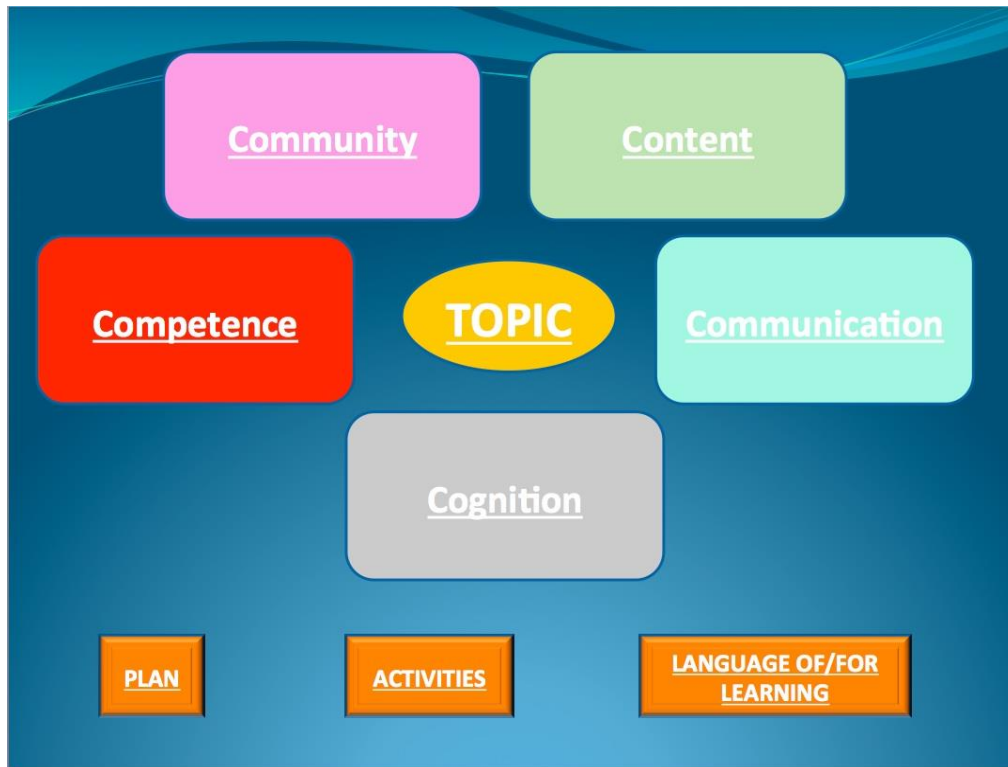 Community
Content
Competence
TOPIC
Communication
Cognition
PLAN
ACTIVITIES
LANGUAGE OF/FOR
LEARNING